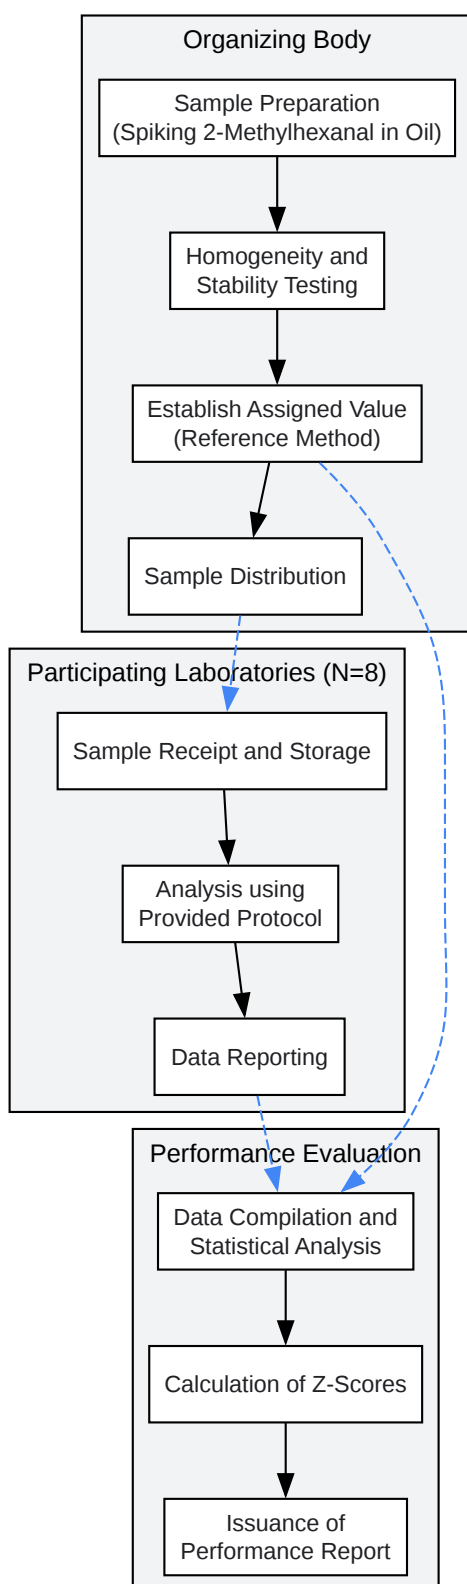 Organizing Body
Sample Preparation
(Spiking 2-Methylhexanal in Oil)
Homogeneity and
Stability Testing
Establish Assigned Value
(Reference Method)
Sample Distribution
Participating Laboratories (N=8)
Sample Receipt and Storage
Analysis using
Provided Protocol
Data Reporting
Performance Evaluation
Data Compilation and
Statistical Analysis
Calculation of Z-Scores
Issuance of
Performance Report